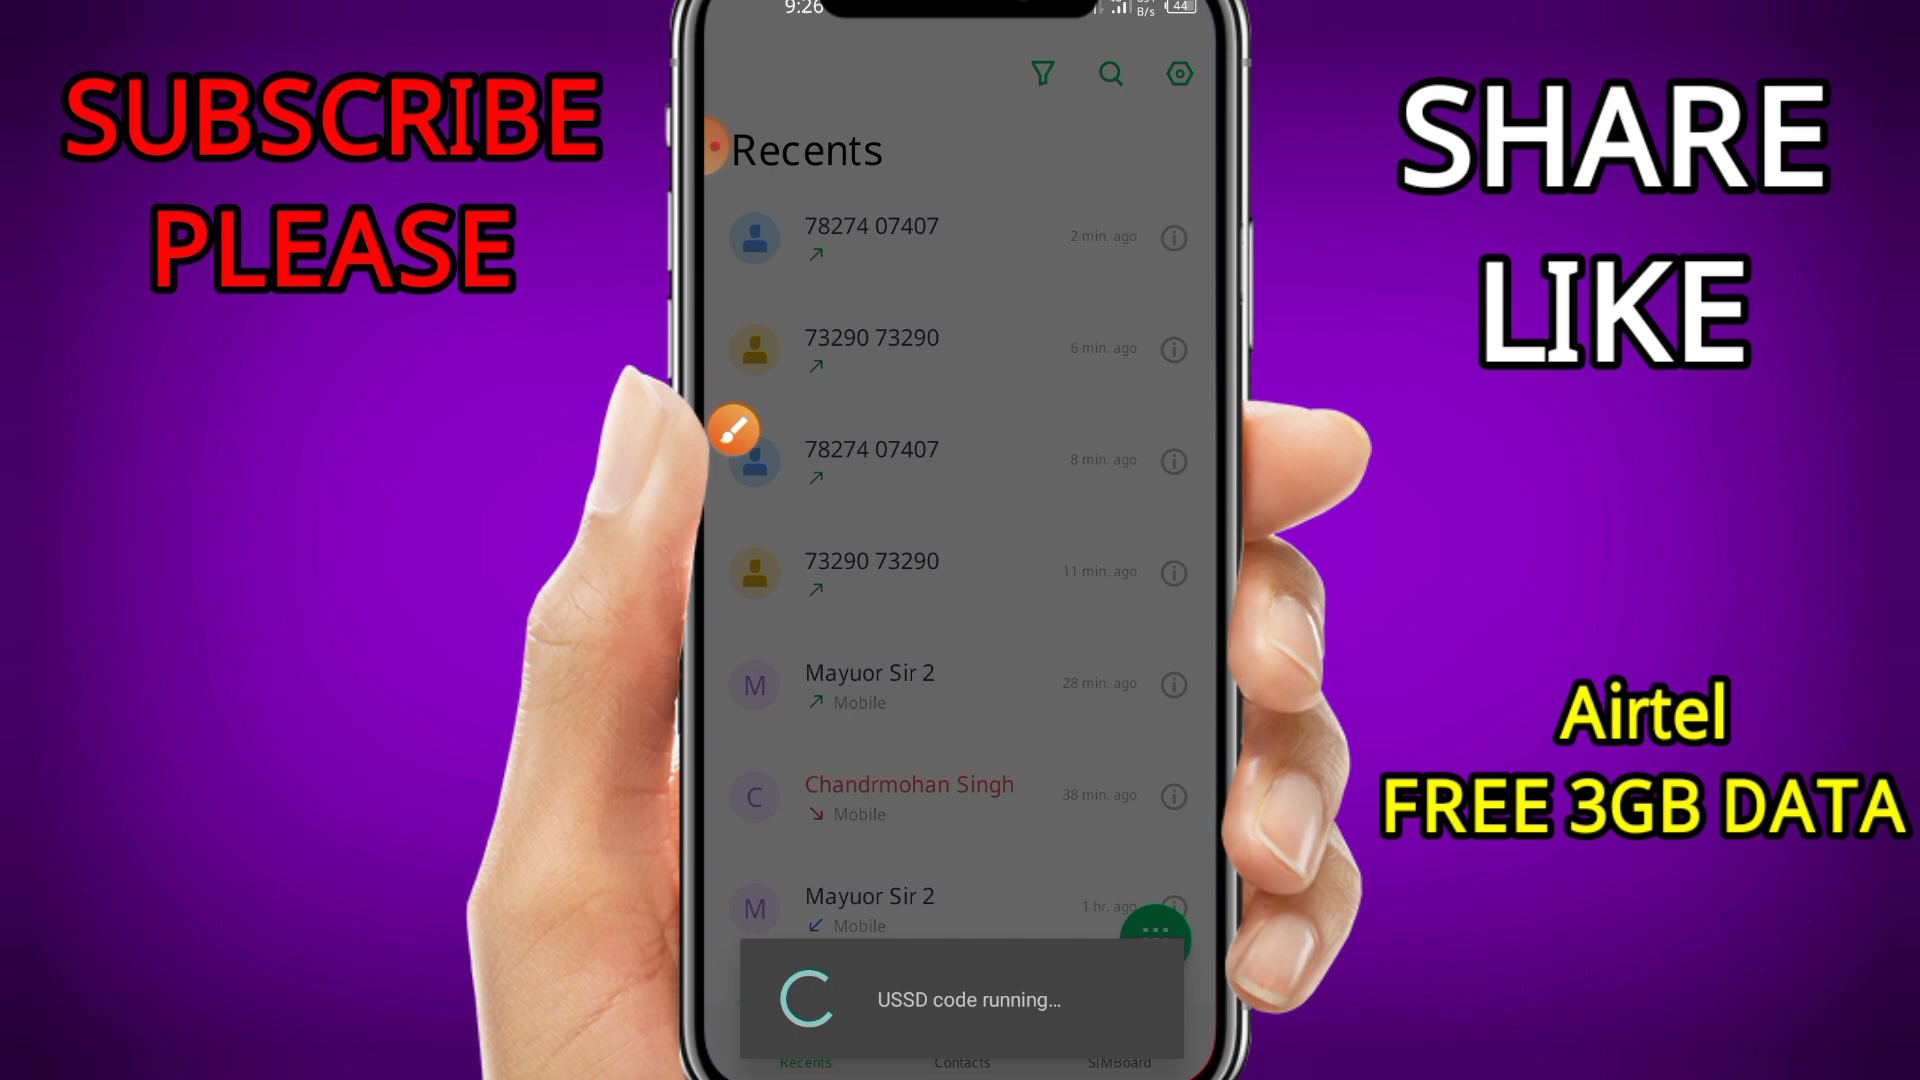 SUBSCRIBE
PLEASE
SHARE
LIKE
Airtel
FREE 3GB DATA
9:26
B/s
44
Recents
78274 07407
2 min. ago
73290 73290
6 min. ago
78274 07407
8 min. ago
73290 73290
11 min. ago
M
Mayuor Sir 2
28 min. ago
Mobile
C
Chandrmohan Singh
38 min. ago
Mobile
M
Mayuor Sir 2
1 hr. ago
Mobile
USSD code running...
Recents
Contacts
SIMBoard